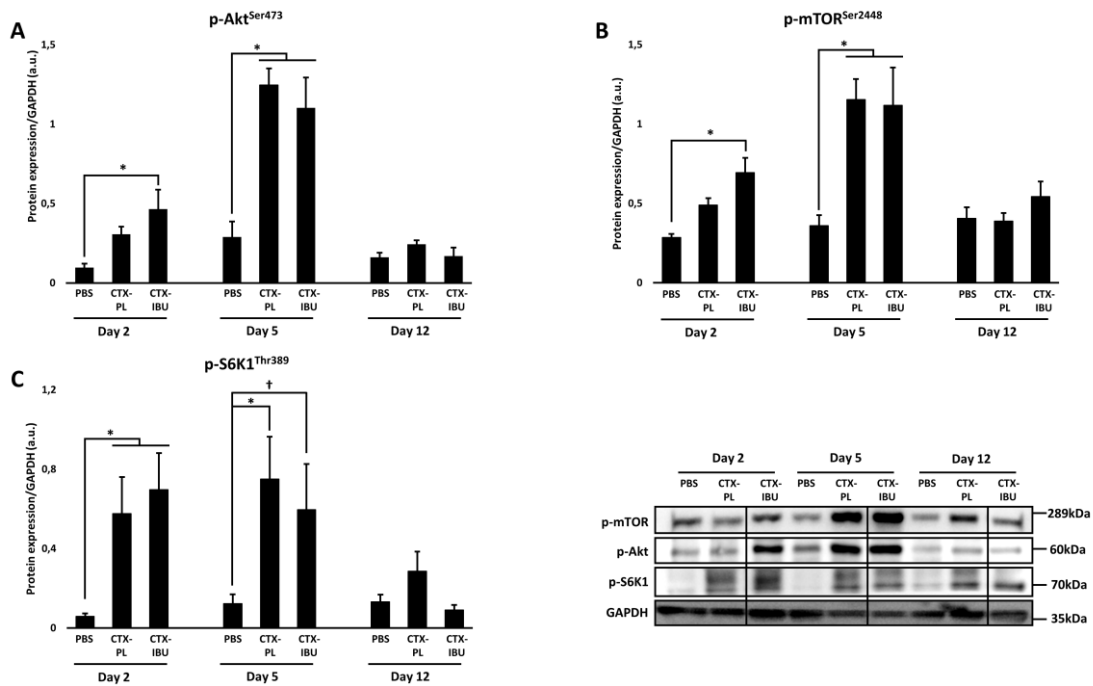 A
p-Akt^Ser473
Protein expression/GAPDH (a.u.)
1,5
1
0,5
0
*
*
PBS CTX-PL CTX-IBU PBS CTX-PL CTX-IBU PBS CTX-PL CTX-IBU
Day 2 Day 5 Day 12
B
p-mTOR^Ser2448
Protein expression/GAPDH (a.u.)
1,5
1
0,5
0
*
*
PBS CTX-PL CTX-IBU PBS CTX-PL CTX-IBU PBS CTX-PL CTX-IBU
Day 2 Day 5 Day 12
C
p-S6K1^Thr389
Protein expression/GAPDH (a.u.)
1,2
0,8
0,4
0
*
†
*
PBS CTX-PL CTX-IBU PBS CTX-PL CTX-IBU PBS CTX-PL CTX-IBU
Day 2 Day 5 Day 12
Day 2 Day 5 Day 12
PBS CTX-PL CTX-IBU PBS CTX-PL CTX-IBU PBS CTX-PL CTX-IBU
p-mTOR 289kDa
p-Akt 60kDa
p-S6K1 70kDa
GAPDH 35kDa